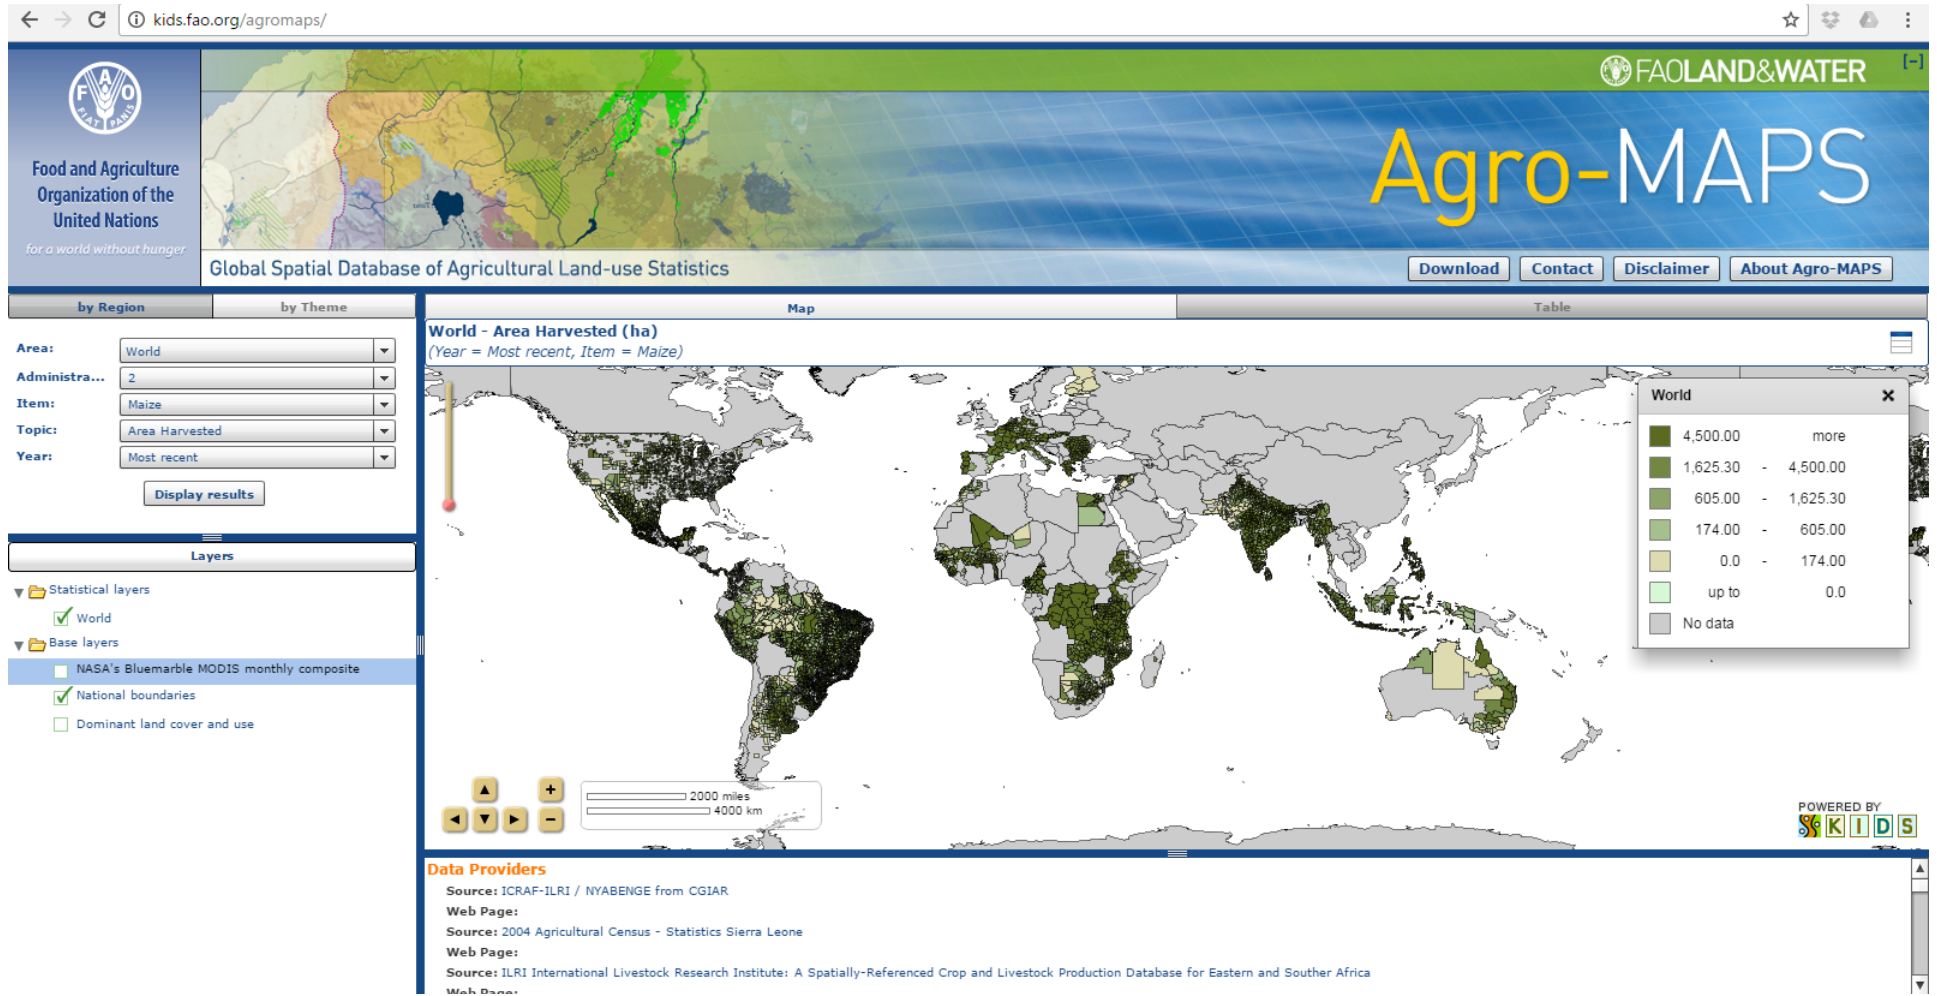 kids.fao.org/agromaps/
FAO
FIAT PANIS
Food and Agriculture
Organization of the
United Nations
for a world without hunger
FAOLAND&WATER
[-]
Agro-MAPS
Global Spatial Database of Agricultural Land-use Statistics
Download
Contact
Disclaimer
About Agro-MAPS
by Region
by Theme
Area:
World
Administra...
2
Item:
Maize
Topic:
Area Harvested
Year:
Most recent
Display results
Layers
Statistical layers
World
Base layers
NASA's Bluemarble MODIS monthly composite
National boundaries
Dominant land cover and use
Map
Table
World - Area Harvested (ha)
(Year = Most recent, Item = Maize)
World
4,500.00 more
1,625.30 - 4,500.00
605.00 - 1,625.30
174.00 - 605.00
0.0 - 174.00
up to 0.0
No data
2000 miles
4000 km
POWERED BY
KIDS
Data Providers
Source: ICRAF-ILRI / NYABENGE from CGIAR
Web Page:
Source: 2004 Agricultural Census - Statistics Sierra Leone
Web Page:
Source: ILRI International Livestock Research Institute: A Spatially-Referenced Crop and Livestock Production Database for Eastern and Souther Africa
Web Page: